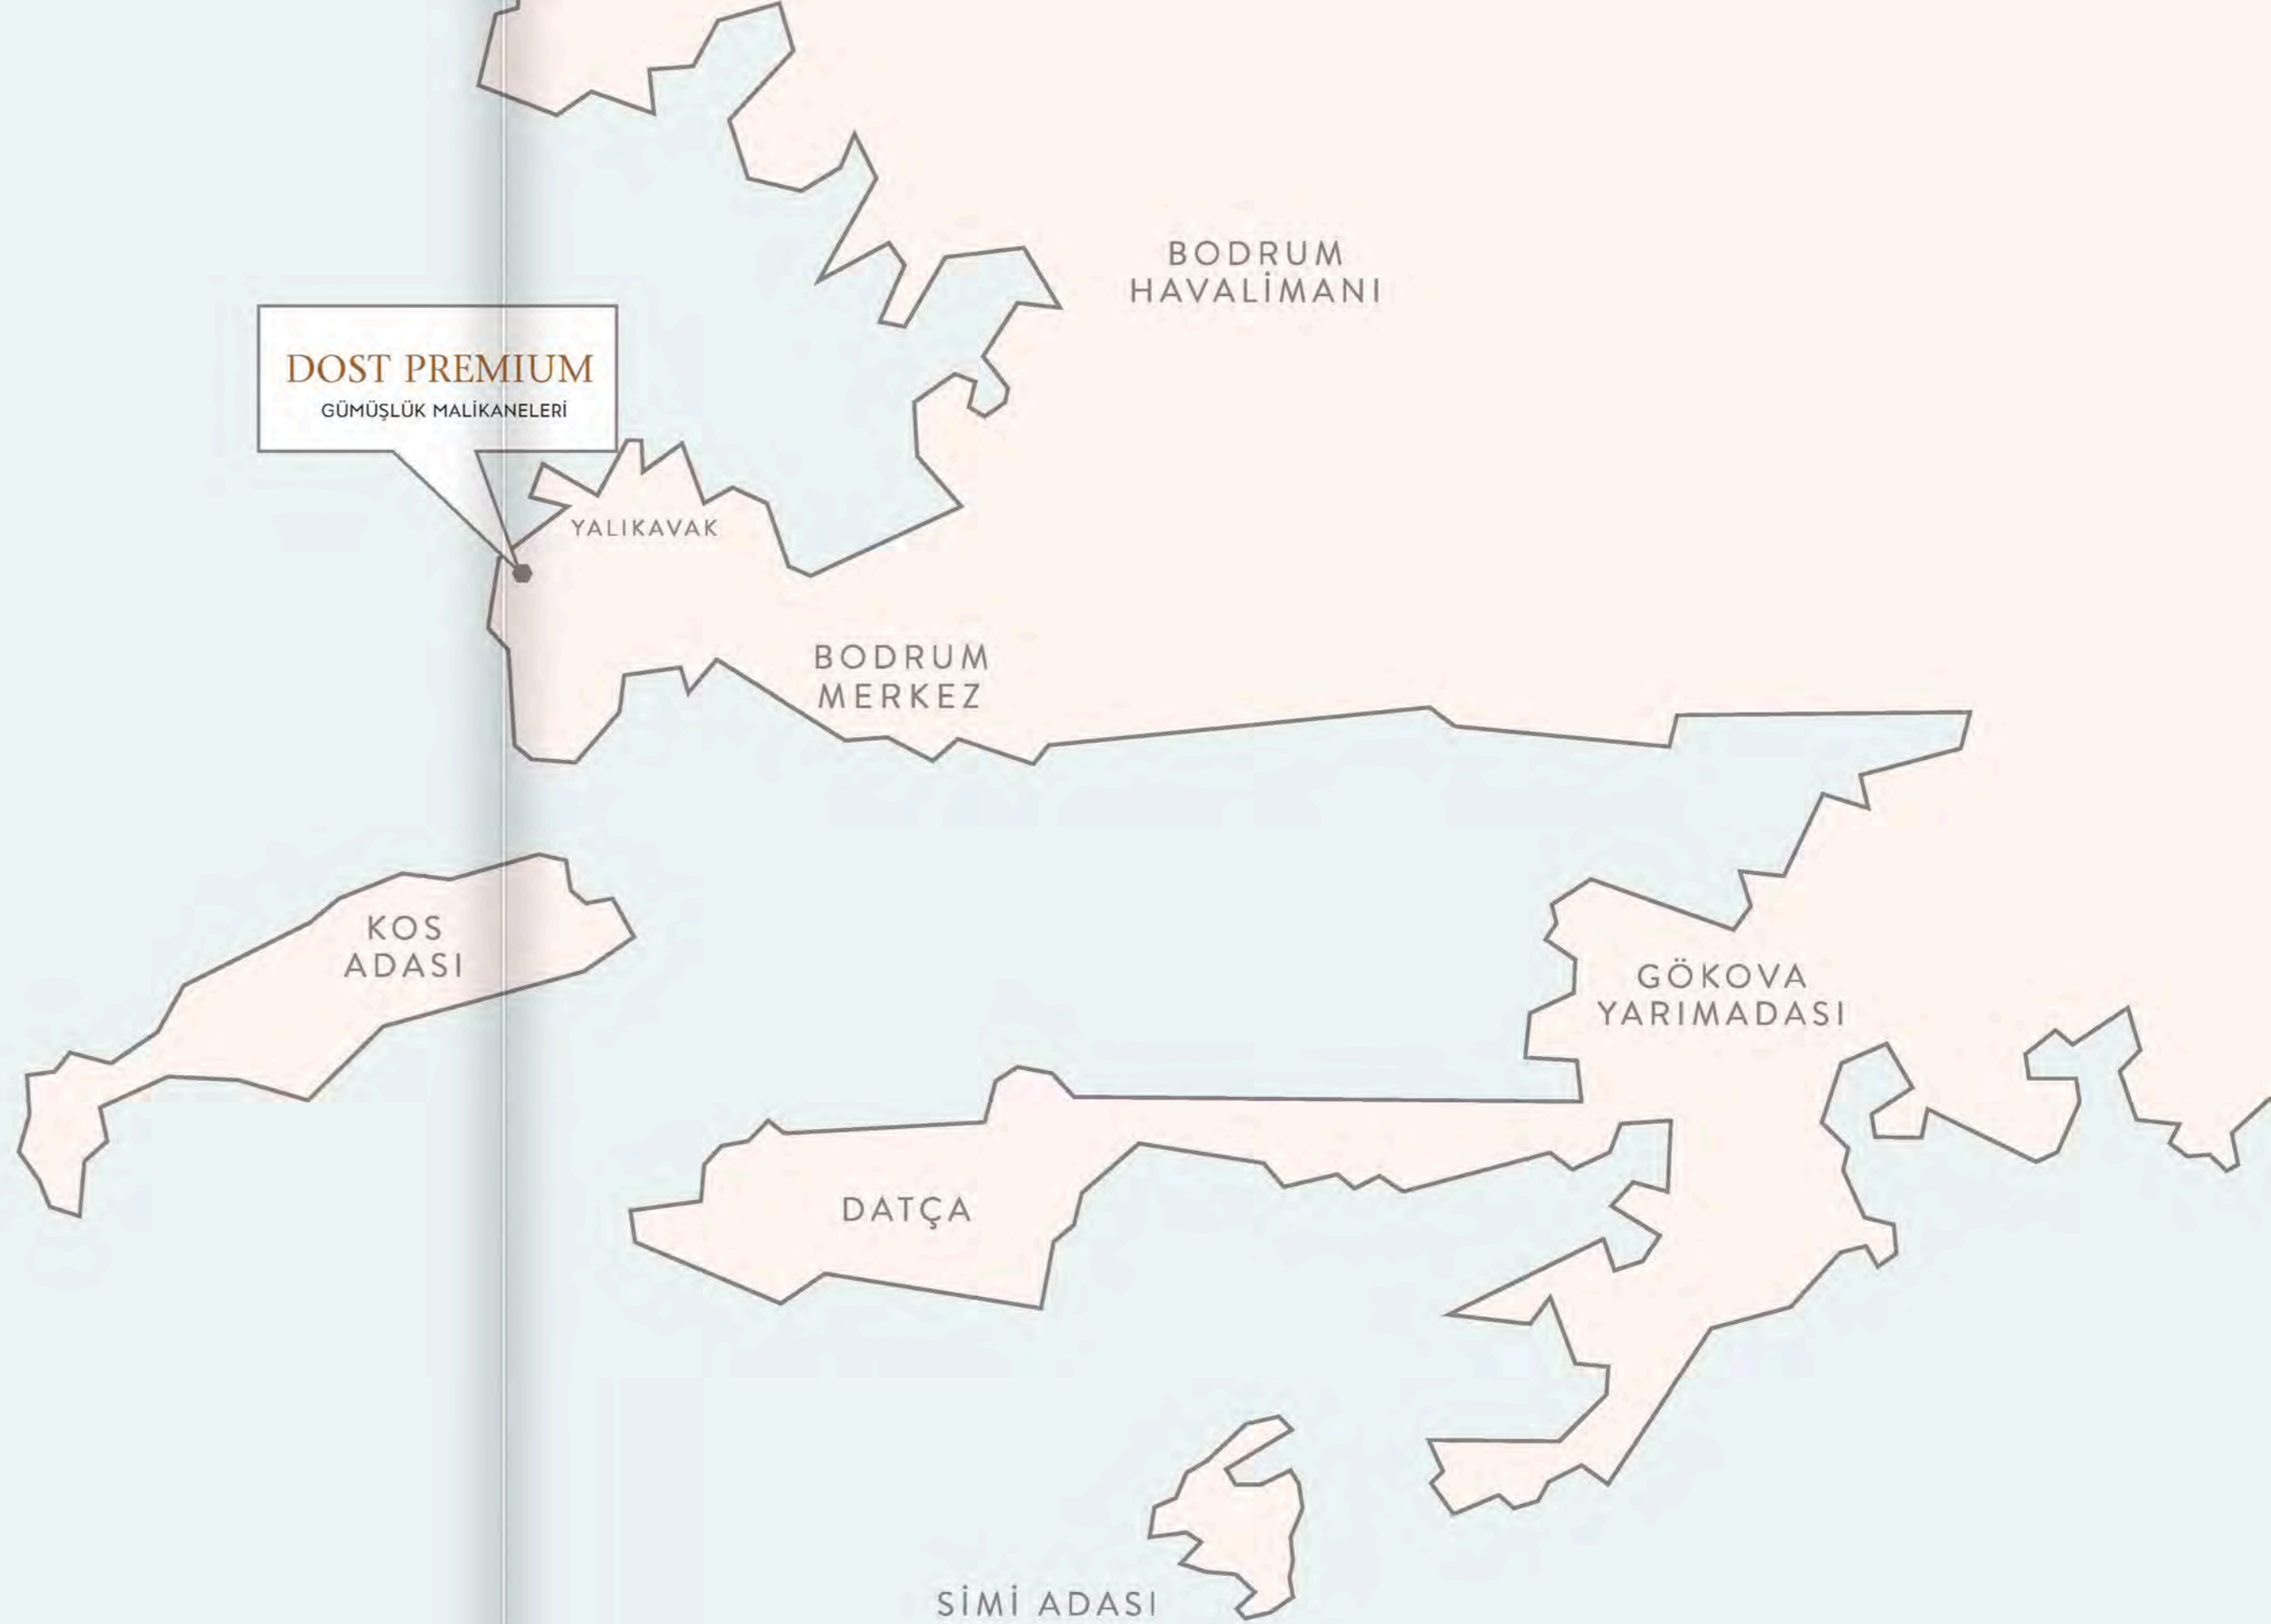 BODRUM
HAVALİMANI
DOST PREMIUM
GÜMÜŞLÜK MALİKANELERİ
YALIKAVAK
BODRUM
MERKEZ
KOS
ADASI
GÖKOVA
YARIMADASI
DATÇA
SİMİ ADASI